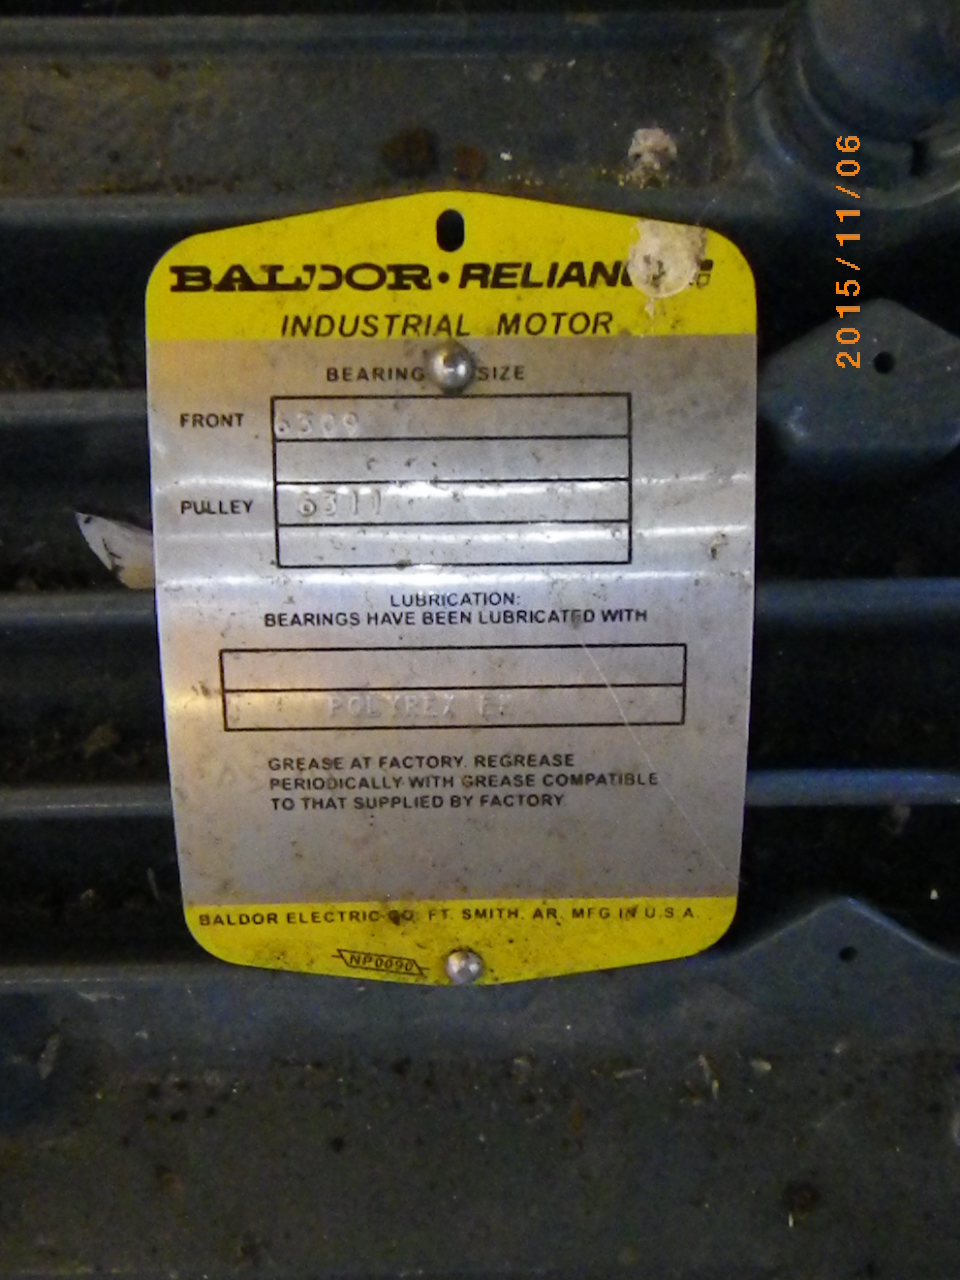 BALDOR • RELIAN
INDUSTRIAL MOTOR
BEARING SIZE
FRONT 6309
PULLEY 6311
LUBRICATION:
BEARINGS HAVE BEEN LUBRICATED WITH
POLYREX
GREASE AT FACTORY. REGREASE
PERIODICALLY WITH GREASE COMPATIBLE
TO THAT SUPPLIED BY FACTORY
BALDOR ELECTRIC CO. FT. SMITH, AR. MFG IN U.S.A.
NP0090
2015/11/06